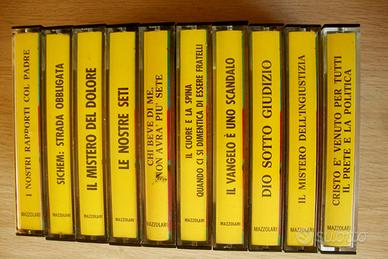 I NOSTRI RAPPORTI COL PADRE
MAZZOLARI
SICHEM: STRADA OBBLIGATA
MAZZOLARI
IL MISTERO DEL DOLORE
MAZZOLARI
LE NOSTRE SETI
MAZZOLARI
CHI BEVE DI ME,
NON AVRA' PIU' SETE
MAZZOLARI
IL CUORE E LA SPINA
QUANDO CI SI DIMENTICA DI ESSERE FRATELLI
MAZZOLARI
IL VANGELO È UNO SCANDALO
MAZZOLARI
DIO SOTTO GIUDIZIO
MAZZOLARI
IL MISTERO DELL'INGIUSTIZIA
MAZZOLARI
CRISTO E' VENUTO PER TUTTI
IL PRETE E LA POLITICA
MAZZOLARI
subito